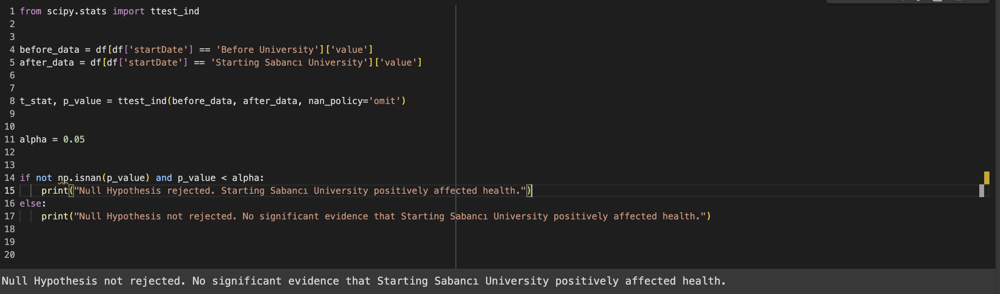 1 from scipy.stats import ttest_ind
2
3
4 before_data = df[df['startDate'] == 'Before University']['value']
5 after_data = df[df['startDate'] == 'Starting Sabancı University']['value']
6
7
8 t_stat, p_value = ttest_ind(before_data, after_data, nan_policy='omit')
9
10
11 alpha = 0.05
12
13
14 if not np.isnan(p_value) and p_value < alpha:
15     print("Null Hypothesis rejected. Starting Sabancı University positively affected health.")
16 else:
17     print("Null Hypothesis not rejected. No significant evidence that Starting Sabancı University positively affected health.")
18
19
20
Null Hypothesis not rejected. No significant evidence that Starting Sabancı University positively affected health.